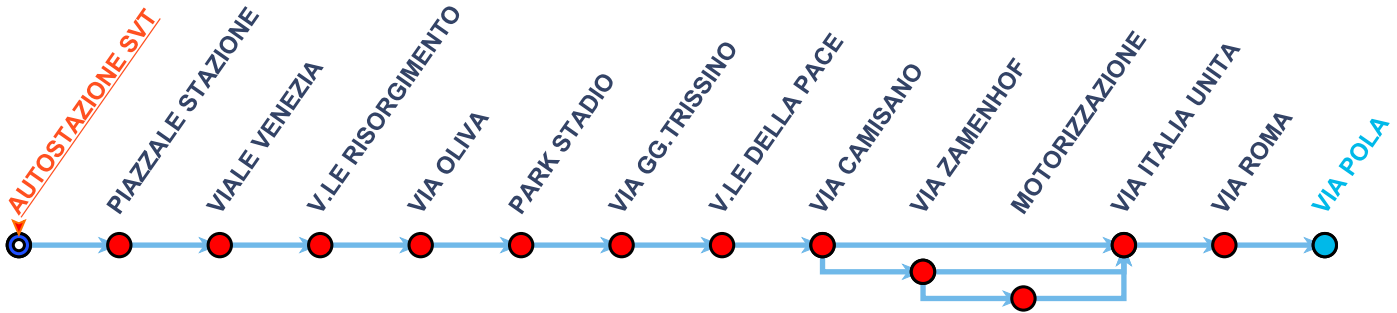 AUTOSTAZIONE SVT
PIAZZALE STAZIONE
VIALE VENEZIA
V.LE RISORGIMENTO
VIA OLIVA
PARK STADIO
VIA GG.TRISSINO
V.LE DELLA PACE
VIA CAMISANO
VIA ZAMENHOF
MOTORIZZAZIONE
VIA ITALIA UNITA
VIA ROMA
VIA POLA